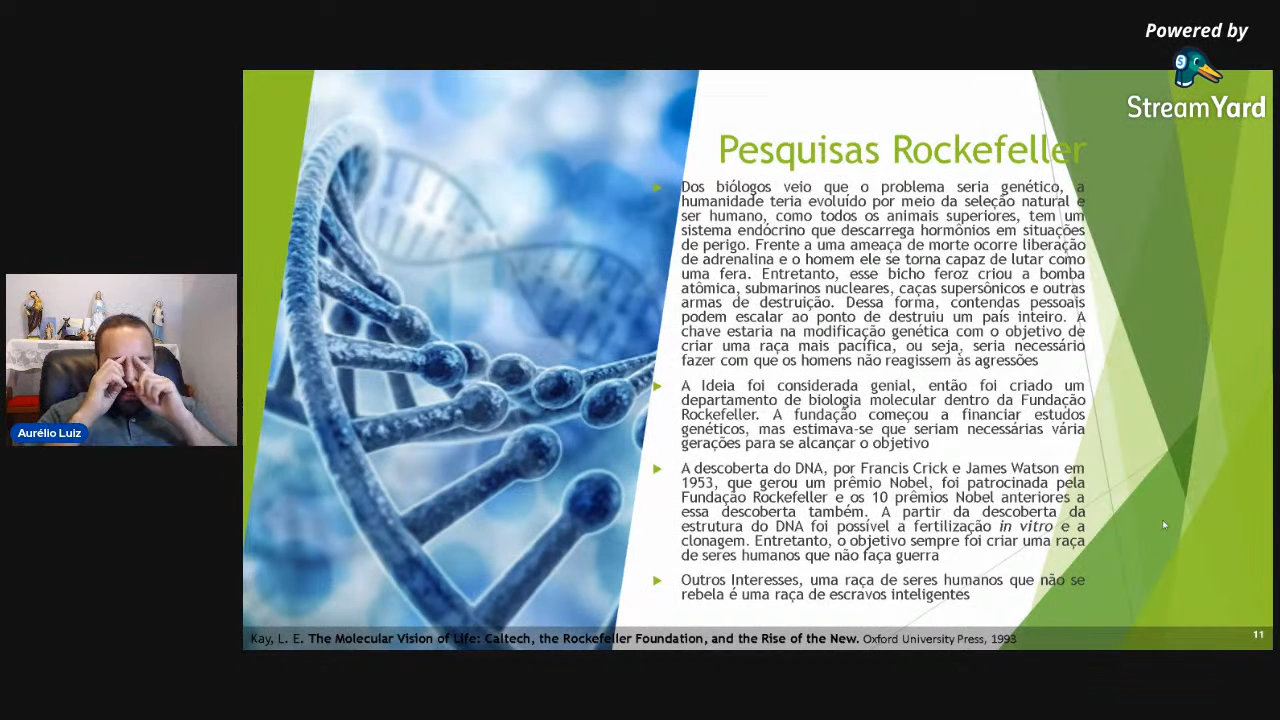 Powered by
StreamYard
Pesquisas Rockefeller
Dos biólogos veio que o problema seria genético, a
humanidade teria evoluído por meio da seleção natural e
ser humano, como todos os animais superiores, tem um
sistema endócrino que descarrega hormônios em situações
de perigo. Frente a uma ameaça de morte ocorre liberação
de adrenalina e o homem ele se torna capaz de lutar como
uma fera. Entretanto, esse bicho feroz criou a bomba
atômica, submarinos nucleares, caças supersônicos e outras
armas de destruição. Dessa forma, contendas pessoais
podem escalar ao ponto de destruiu um país inteiro. A
chave estaria na modificação genética com o objetivo de
criar uma raça mais pacífica, ou seja, seria necessário
fazer com que os homens não reagissem às agressões
A Ideia foi considerada genial, então foi criado um
departamento de biologia molecular dentro da Fundação
Rockefeller. A fundação começou a financiar estudos
genéticos, mas estimava-se que seriam necessárias vária
gerações para se alcançar o objetivo
A descoberta do DNA, por Francis Crick e James Watson em
1953, que gerou um prêmio Nobel, foi patrocinada pela
Fundação Rockefeller e os 10 prêmios Nobel anteriores a
essa descoberta também. A partir da descoberta da
estrutura do DNA foi possível a fertilização in vitro e a
clonagem. Entretanto, o objetivo sempre foi criar uma raça
de seres humanos que não faça guerra
Outros Interesses, uma raça de seres humanos que não se
rebela é uma raça de escravos inteligentes
Aurélio Luiz
Kay, L. E. The Molecular Vision of Life: Caltech, the Rockefeller Foundation, and the Rise of the New. Oxford University Press, 1993
11